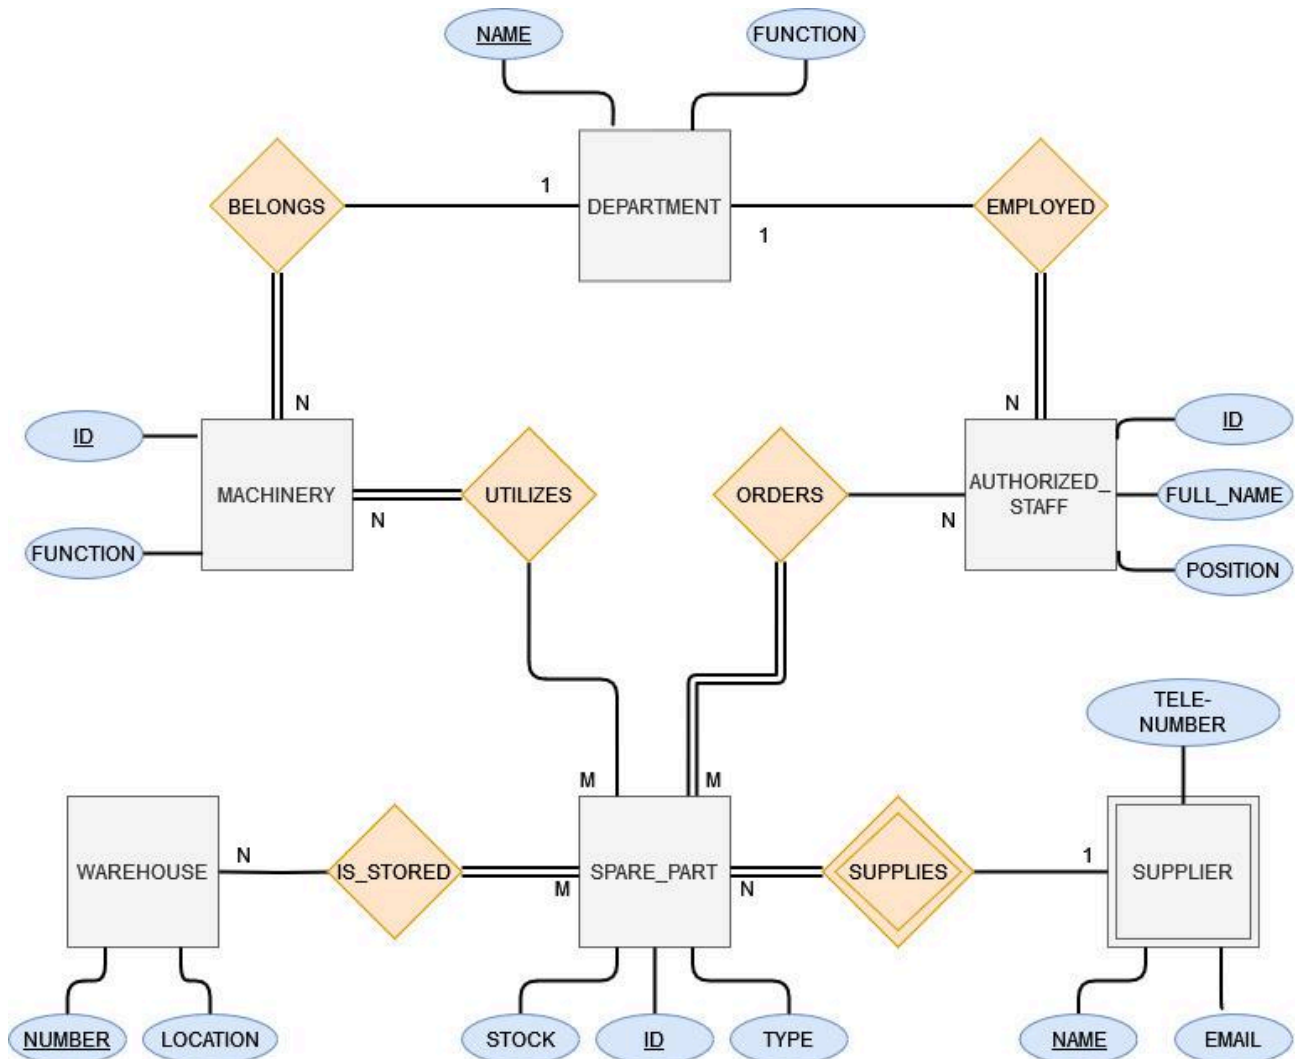 NAME
FUNCTION
BELONGS
1
DEPARTMENT
1
EMPLOYED
N
N
ID
MACHINERY
N
FUNCTION
UTILIZES
ORDERS
N
AUTHORIZED_
STAFF
ID
FULL_NAME
POSITION
TELE-
NUMBER
M
M
WAREHOUSE
N
IS_STORED
M
SPARE_PART
N
SUPPLIES
1
SUPPLIER
NUMBER
LOCATION
STOCK
ID
TYPE
NAME
EMAIL